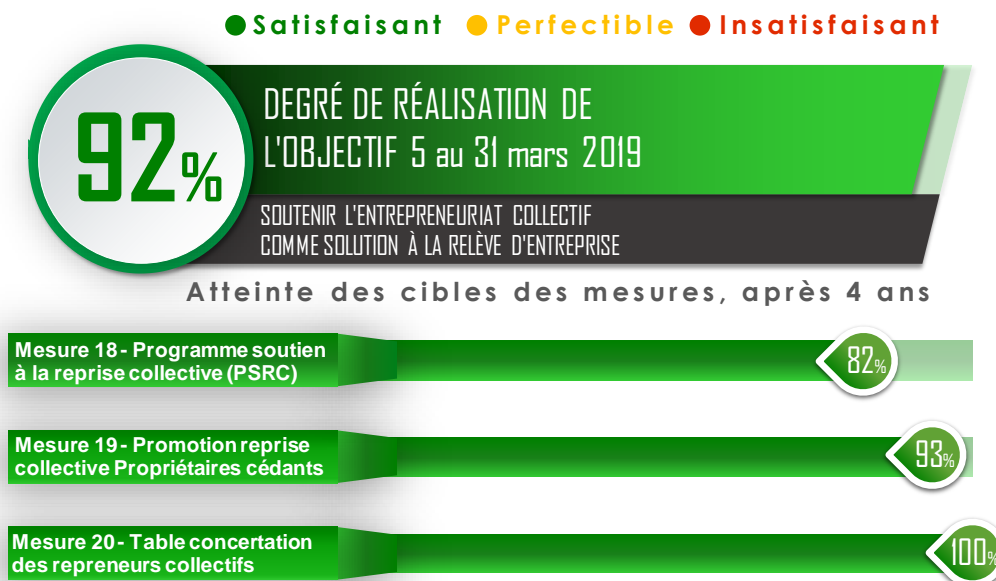 Satisfaisant Perfectible Insatisfaisant
92%
DEGRÉ DE RÉALISATION DE
L'OBJECTIF 5 au 31 mars 2019
SOUTENIR L'ENTREPRENEURIAT COLLECTIF
COMME SOLUTION À LA RELÈVE D'ENTREPRISE
Atteinte des cibles des mesures, après 4 ans
Mesure 18 - Programme soutien
à la reprise collective (PSRC)
82%
Mesure 19 - Promotion reprise
collective Propriétaires cédants
93%
Mesure 20 - Table concertation
des repreneurs collectifs
100%